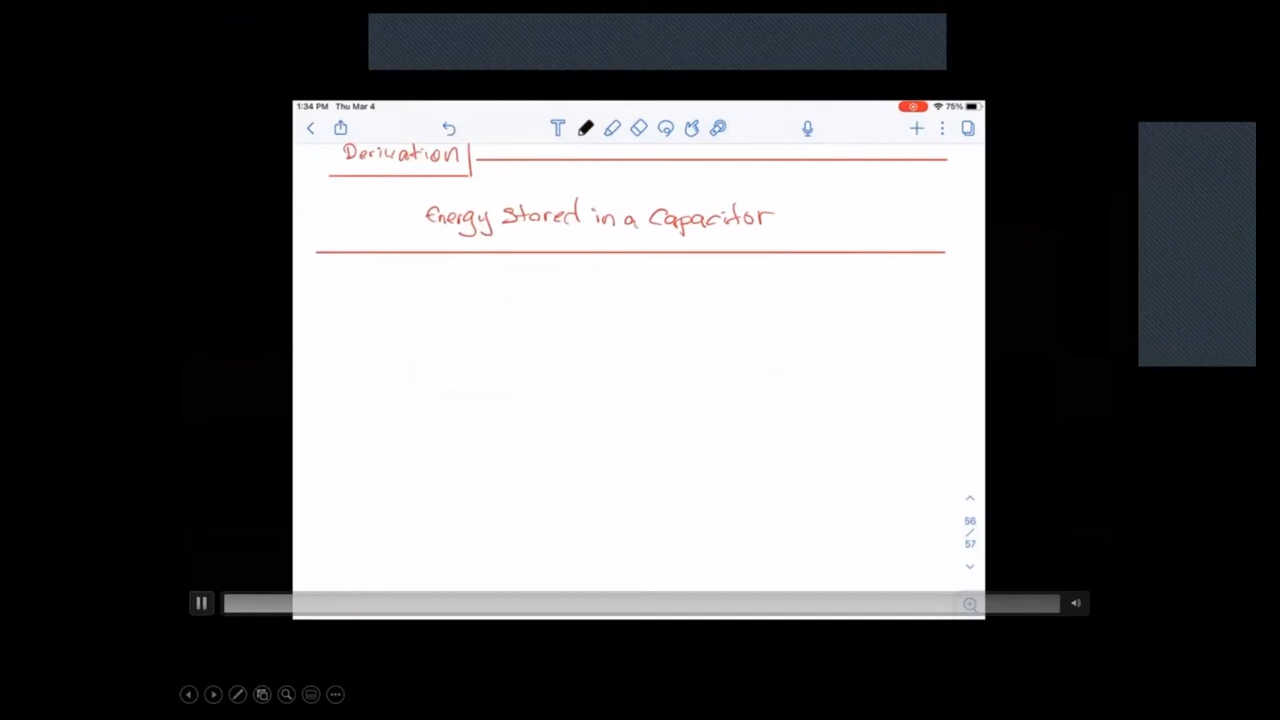 1:34 PM Thu Mar 4
75%
Derivation
Energy Stored in a Capacitor
56
/
57